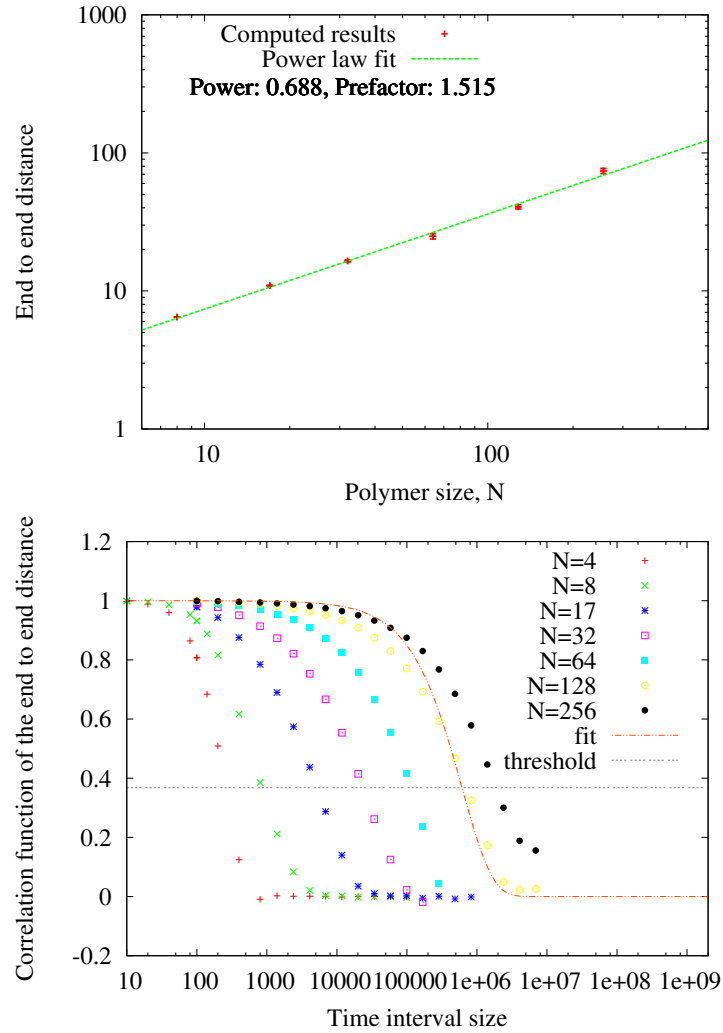 1000
100
10
1
10
100
End to end distance
Polymer size, N
Computed results
Power law fit
Power: 0.688, Prefactor: 1.515
1.2
1
0.8
0.6
0.4
0.2
0
-0.2
10
100
1000
10000
100000
1e+06
1e+07
1e+08
1e+09
Correlation function of the end to end distance
Time interval size
N=4
N=8
N=17
N=32
N=64
N=128
N=256
fit
threshold